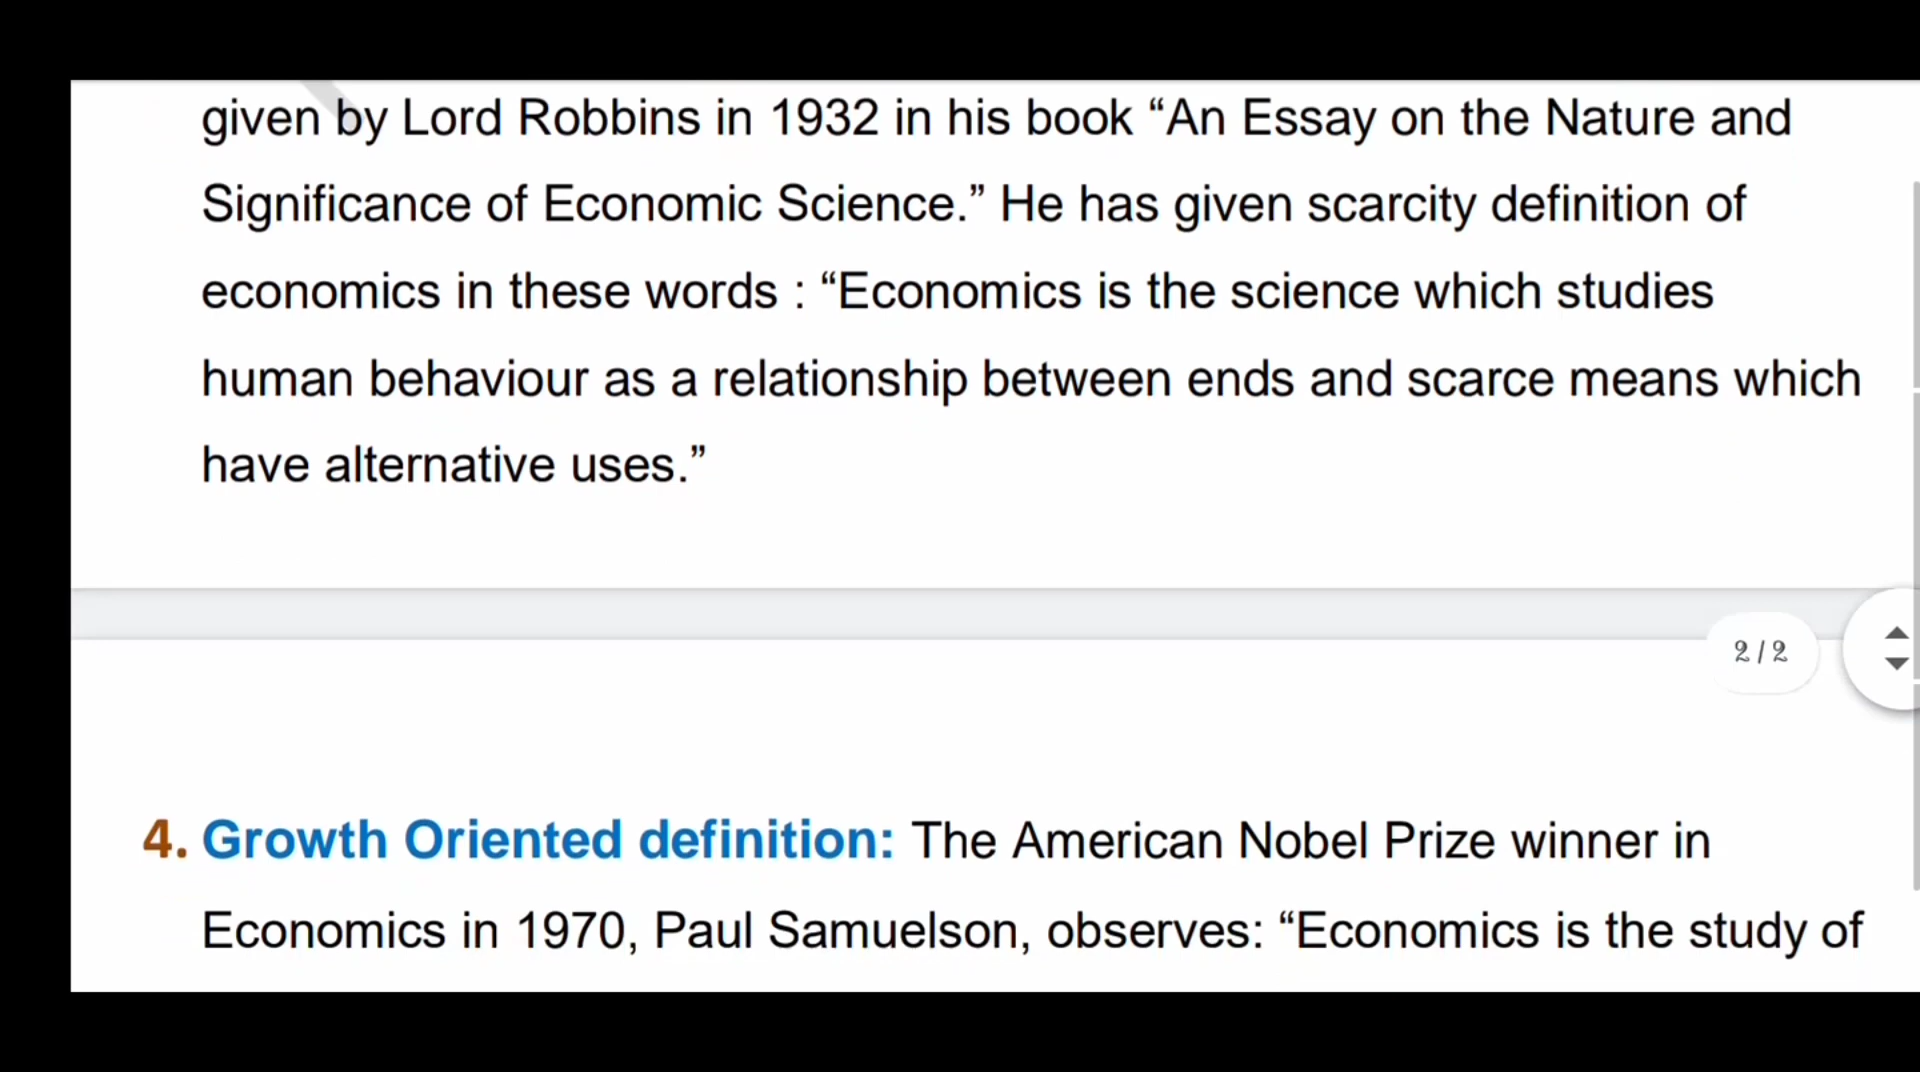 given by Lord Robbins in 1932 in his book “An Essay on the Nature and
Significance of Economic Science.” He has given scarcity definition of
economics in these words : “Economics is the science which studies
human behaviour as a relationship between ends and scarce means which
have alternative uses.”
2 / 2
4. Growth Oriented definition: The American Nobel Prize winner in
Economics in 1970, Paul Samuelson, observes: “Economics is the study of